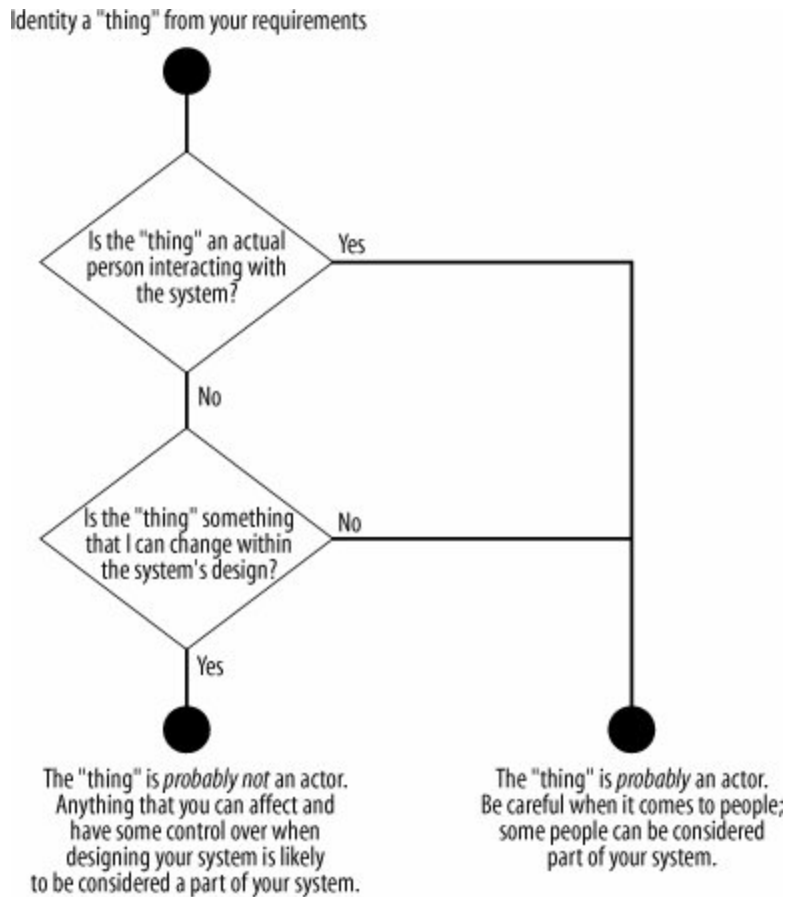 Identity a "thing" from your requirements
Is the "thing" an actual
person interacting with
the system?
Yes
No
Is the "thing" something
that I can change within
the system's design?
No
Yes
The "thing" is probably not an actor.
Anything that you can affect and
have some control over when
designing your system is likely
to be considered a part of your system.
The "thing" is probably an actor.
Be careful when it comes to people;
some people can be considered
part of your system.